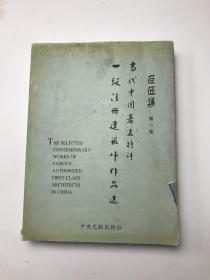 巨匠集 第一卷
当代中国著名特许
一级注册建筑师作品选
THE SELECTED
CONTEMPORARY
WORKS OF
FAMOUS
AUTHORIZED
FIRST-CLASS
ARCHITECTS
IN CHINA
中央文献出版社